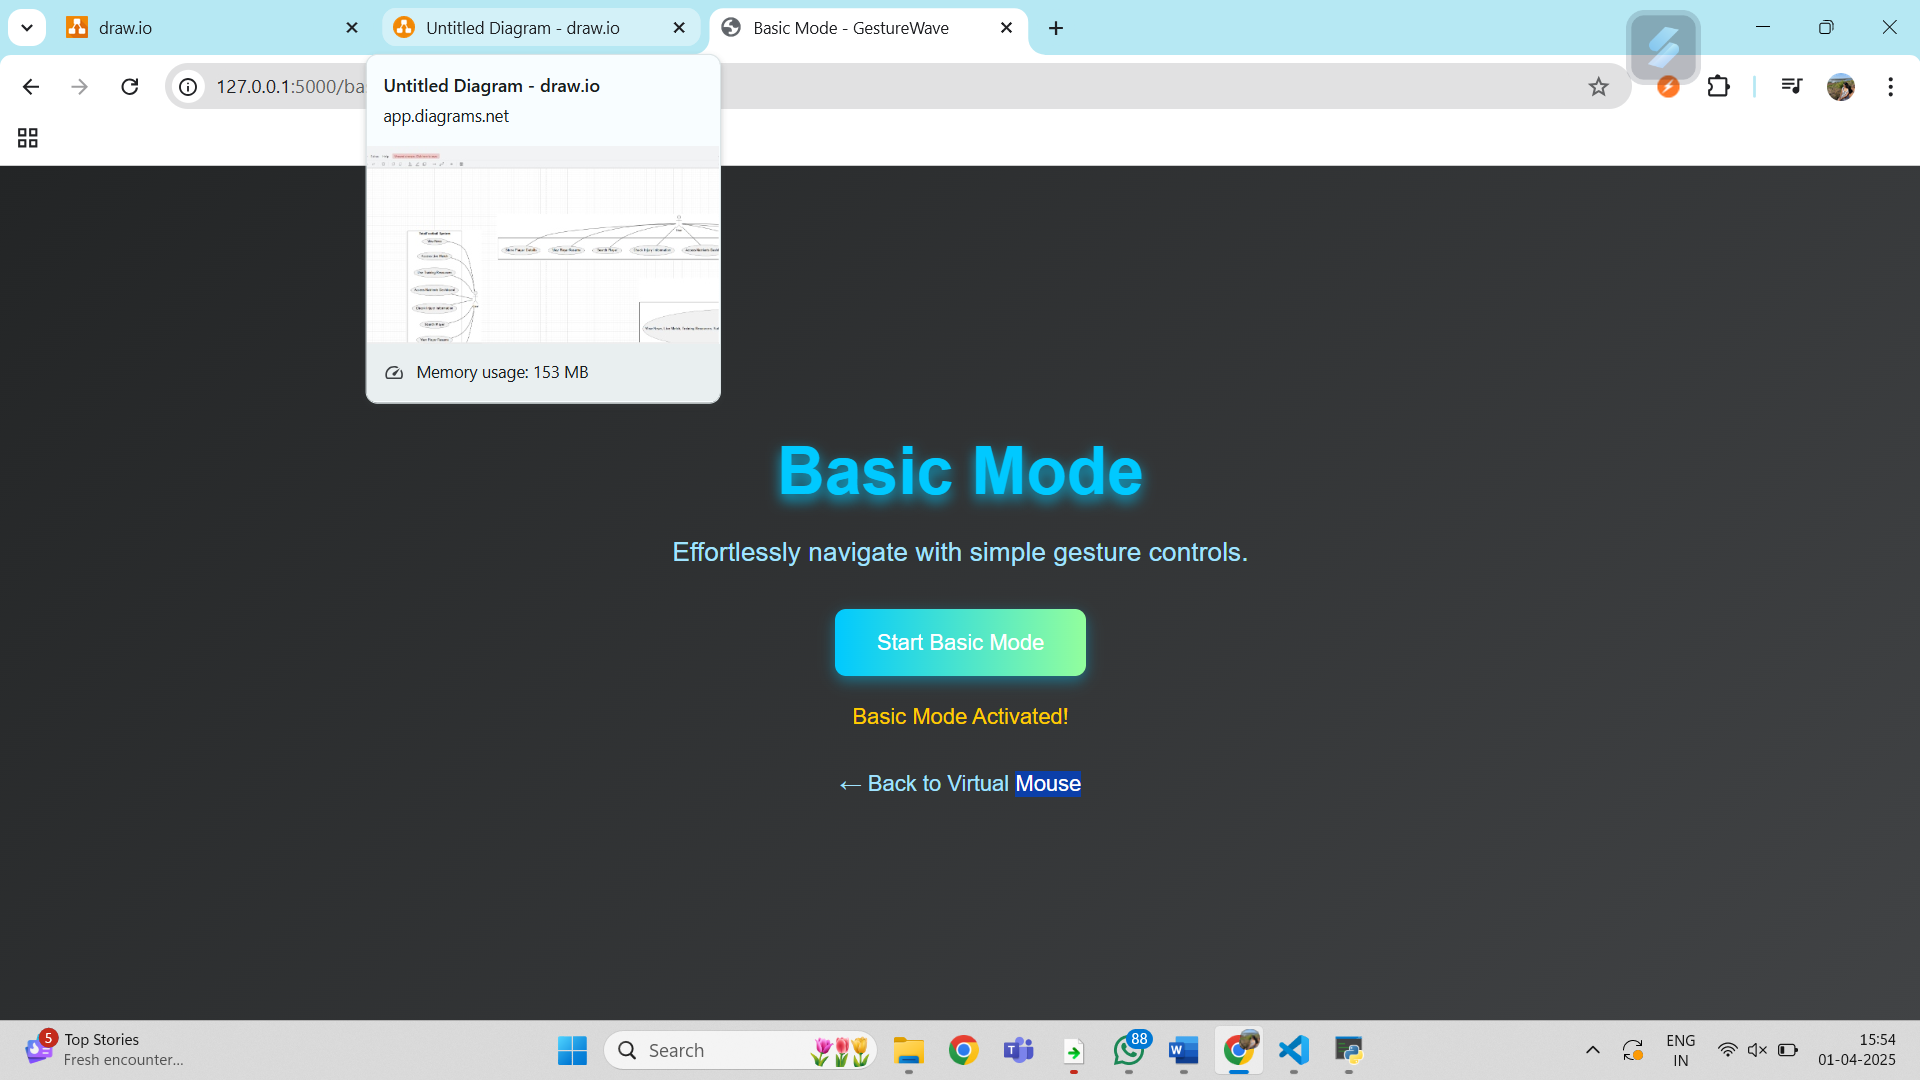 draw.io
Untitled Diagram - draw.io
Basic Mode - GestureWave
127.0.0.1:5000/ba
Untitled Diagram - draw.io
app.diagrams.net
Memory usage: 153 MB
Basic Mode
Effortlessly navigate with simple gesture controls.
Start Basic Mode
Basic Mode Activated!
← Back to Virtual Mouse
5
Top Stories
Fresh encounter...
Search
88
ENG
IN
15:54
01-04-2025